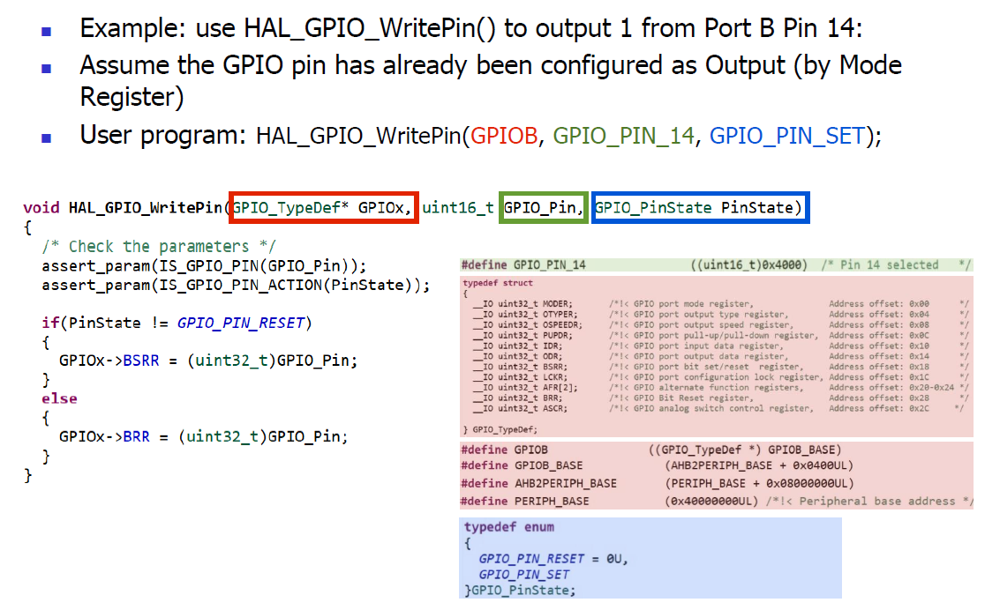 Example: use HAL_GPIO_WritePin() to output 1 from Port B Pin 14:
Assume the GPIO pin has already been configured as Output (by Mode
Register)
User program: HAL_GPIO_WritePin(GPIOB, GPIO_PIN_14, GPIO_PIN_SET);
void HAL_GPIO_WritePin(GPIO_TypeDef* GPIOx, uint16_t GPIO_Pin, GPIO_PinState PinState)
{
/* Check the parameters */
assert_param(IS_GPIO_PIN(GPIO_Pin));
assert_param(IS_GPIO_PIN_ACTION(PinState));
if(PinState != GPIO_PIN_RESET)
{
GPIOx->BSRR = (uint32_t)GPIO_Pin;
}
else
{
GPIOx->BRR = (uint32_t)GPIO_Pin;
}
}
#define GPIO_PIN_14 ((uint16_t)0x4000) /* Pin 14 selected */
typedef struct
{
__IO uint32_t MODER; /*!< GPIO port mode register, Address offset: 0x00 */
__IO uint32_t OTYPER; /*!< GPIO port output type register, Address offset: 0x04 */
__IO uint32_t OSPEEDR; /*!< GPIO port output speed register, Address offset: 0x08 */
__IO uint32_t PUPDR; /*!< GPIO port pull-up/pull-down register, Address offset: 0x0C */
__IO uint32_t IDR; /*!< GPIO port input data register, Address offset: 0x10 */
__IO uint32_t ODR; /*!< GPIO port output data register, Address offset: 0x14 */
__IO uint32_t BSRR; /*!< GPIO port bit set/reset register, Address offset: 0x18 */
__IO uint32_t LCKR; /*!< GPIO port configuration lock register, Address offset: 0x1C */
__IO uint32_t AFR[2]; /*!< GPIO alternate function registers, Address offset: 0x20-0x24 */
__IO uint32_t BRR; /*!< GPIO Bit Reset register, Address offset: 0x28 */
__IO uint32_t ASCR; /*!< GPIO analog switch control register, Address offset: 0x2C */
} GPIO_TypeDef;
#define GPIOB ((GPIO_TypeDef *) GPIOB_BASE)
#define GPIOB_BASE (AHB2PERIPH_BASE + 0x0400UL)
#define AHB2PERIPH_BASE (PERIPH_BASE + 0x08000000UL)
#define PERIPH_BASE (0x40000000UL) /*!< Peripheral base address */
typedef enum
{
GPIO_PIN_RESET = 0U,
GPIO_PIN_SET
}GPIO_PinState;